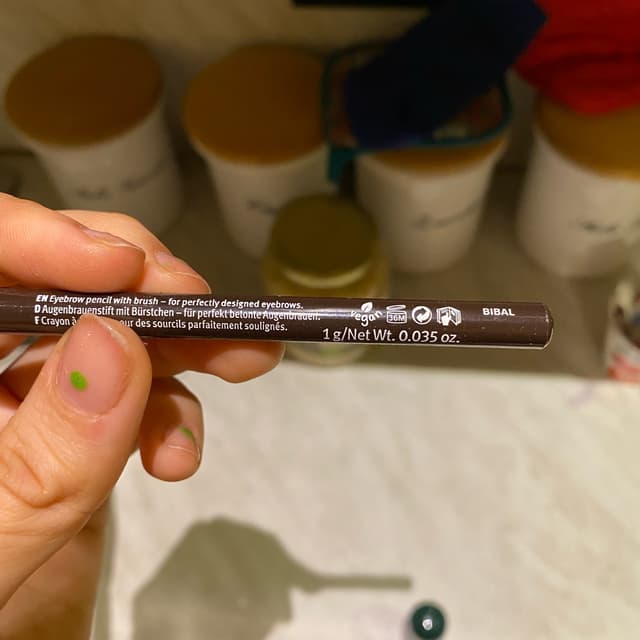 EN Eyebrow pencil with brush – for perfectly designed eyebrows.
D Augenbrauenstift mit Bürstchen – für perfekt betonte Augenbrauen.
F Crayon à pour des sourcils parfaitement soulignés.
vegan 36M
1 g/Net Wt. 0.035 oz.
BIBAL